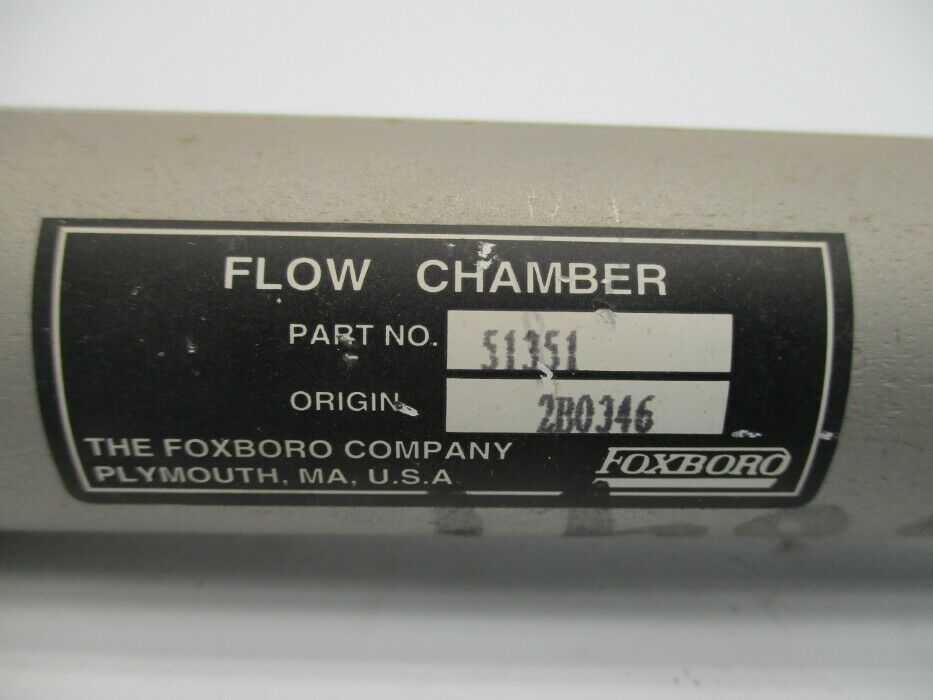 FLOW CHAMBER
PART NO. 51351
ORIGIN 2B0346
THE FOXBORO COMPANY
PLYMOUTH, MA, U.S.A.
FOXBORO